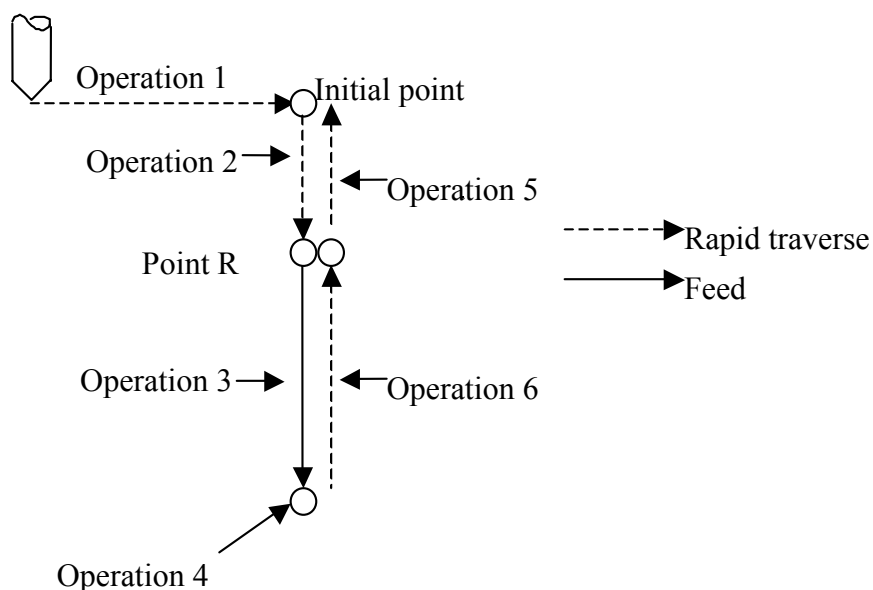 Operation 1
Initial point
Operation 2
Operation 5
Rapid traverse
Point R
Feed
Operation 3
Operation 6
Operation 4